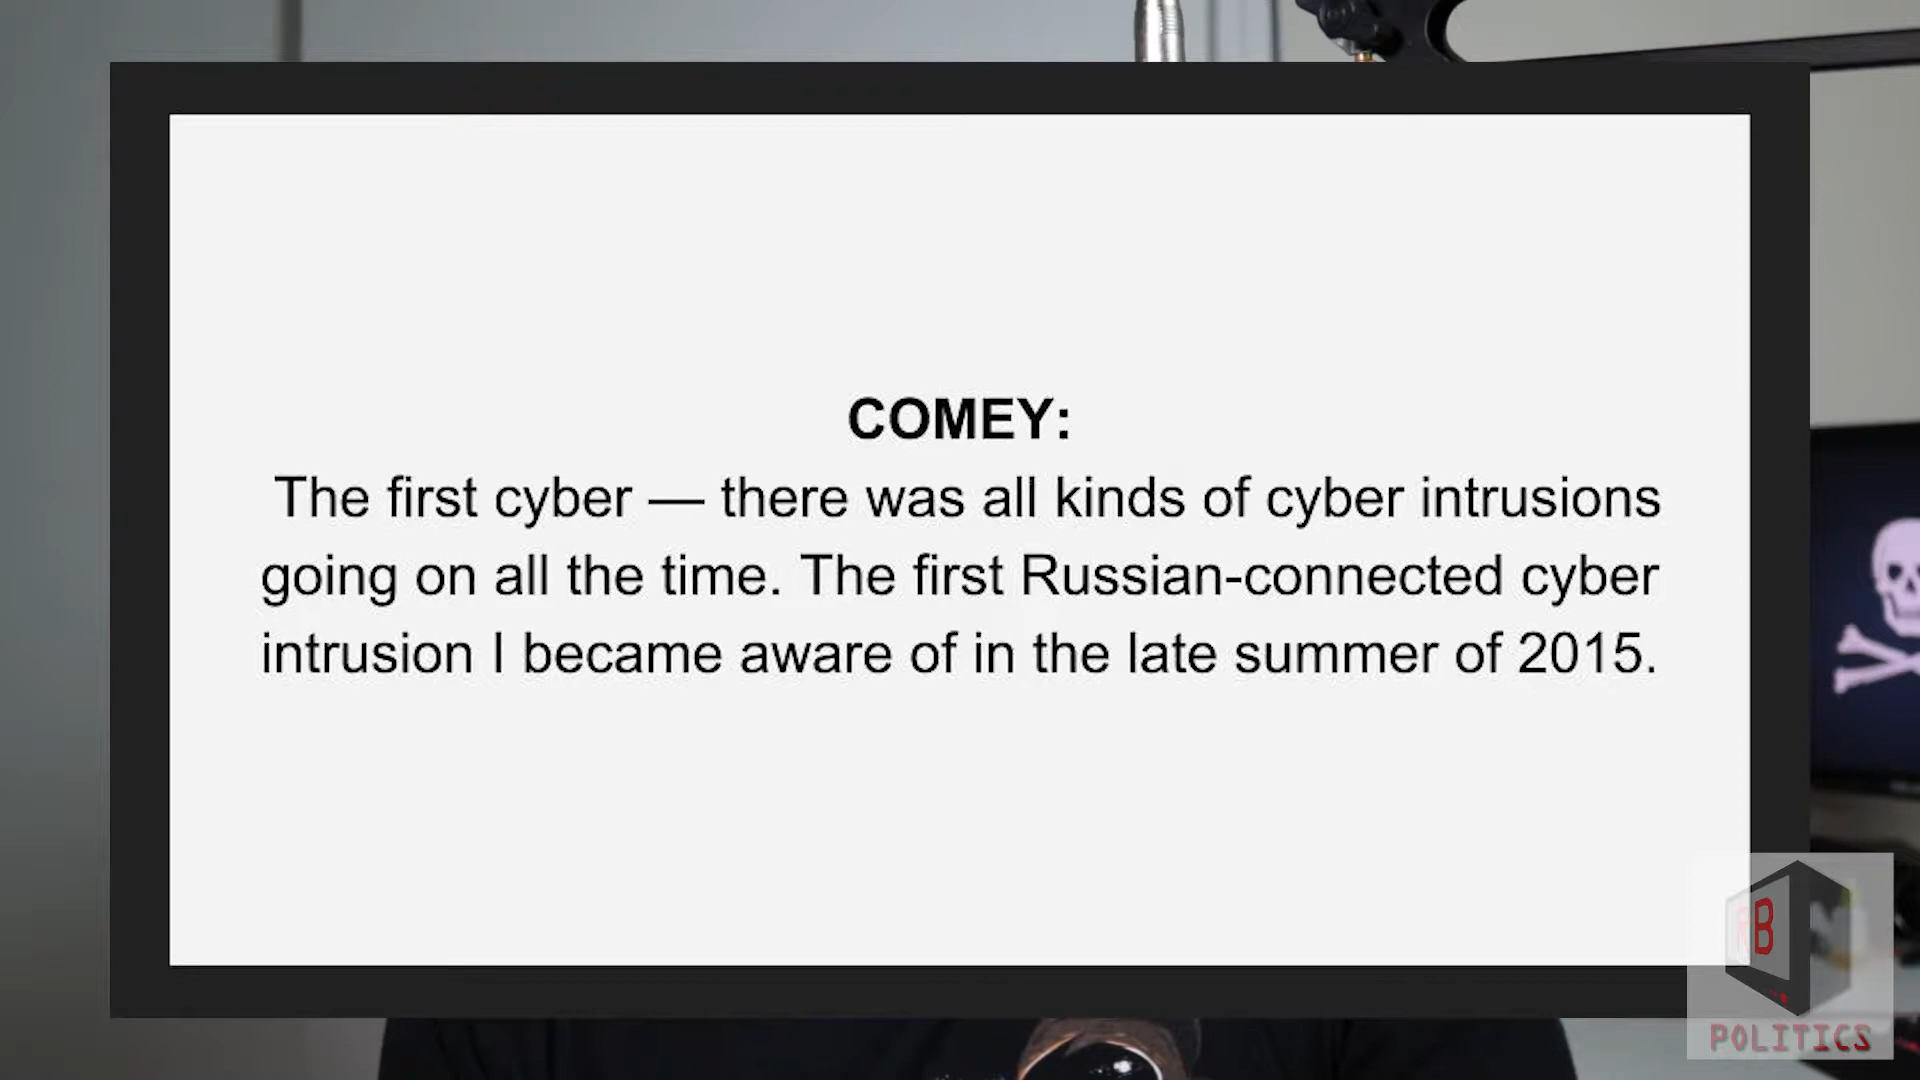 COMEY:
The first cyber — there was all kinds of cyber intrusions
going on all the time. The first Russian-connected cyber
intrusion I became aware of in the late summer of 2015.
RB
POLITICS